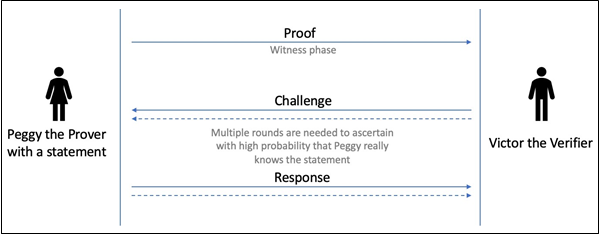 Proof
Witness phase
Challenge
Peggy the Prover
with a statement
Multiple rounds are needed to ascertain
with high probability that Peggy really
knows the statement
Victor the Verifier
Response